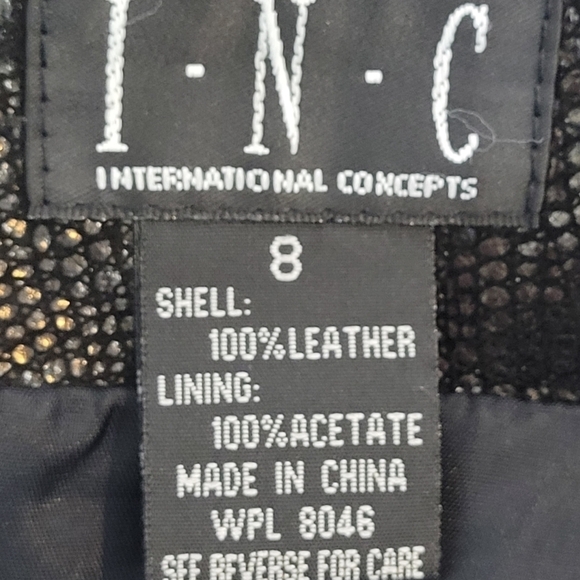 I-N-C
INTERNATIONAL CONCEPTS
8
SHELL:
100%LEATHER
LINING:
100%ACETATE
MADE IN CHINA
WPL 8046
SEE REVERSE FOR CARE